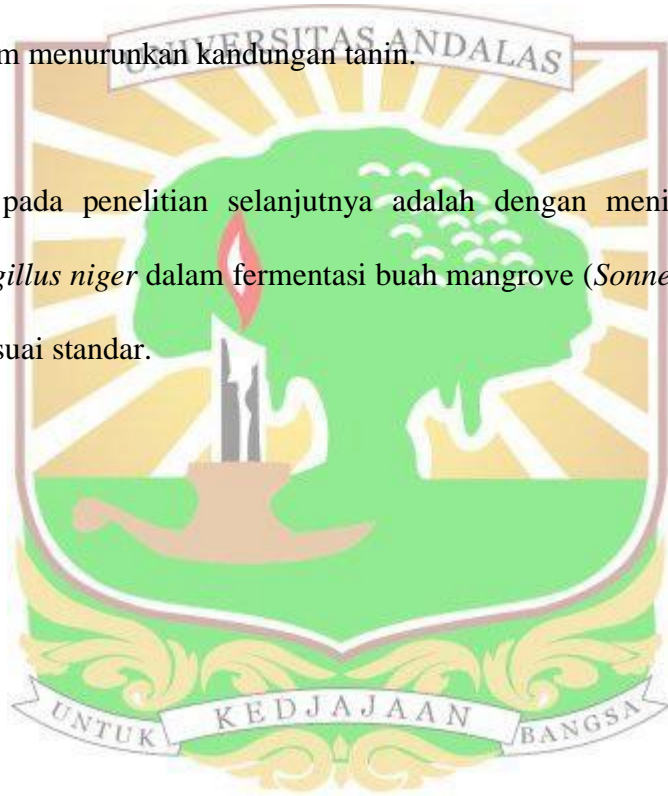 UNIVERSITAS ANDALAS
m menurunkan kandungan tanin.
pada penelitian selanjutnya adalah dengan meni
gillus niger dalam fermentasi buah mangrove (Sonne
suai standar.
UNTUK KEDJAJAAN BANGSA